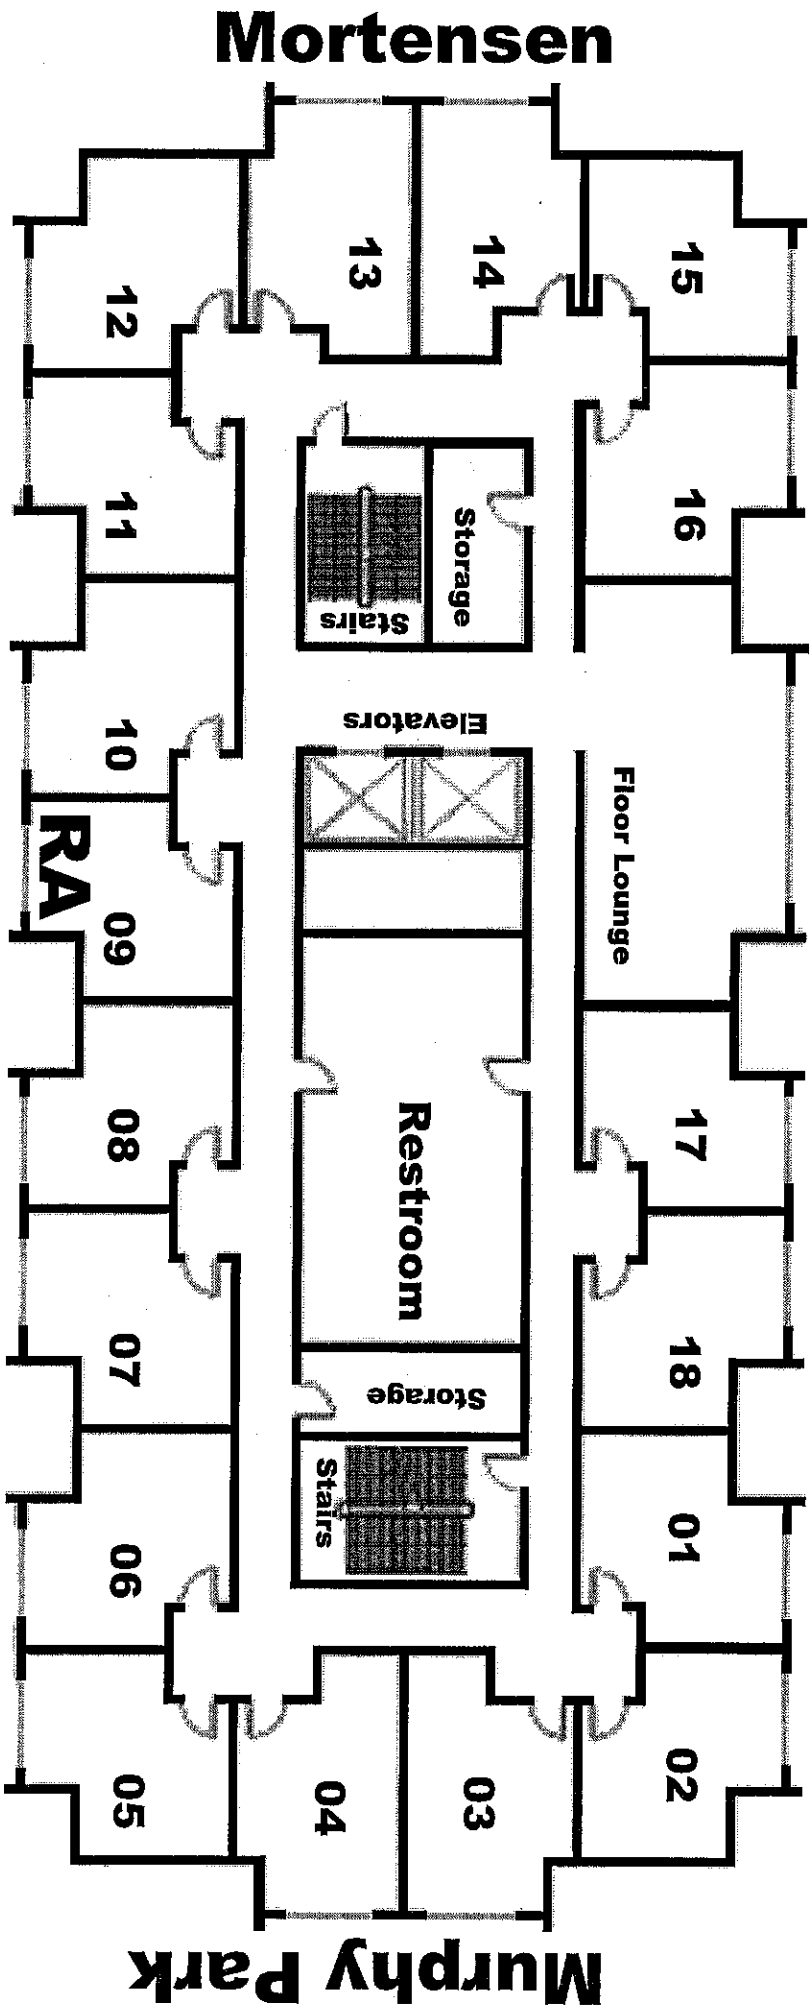 Mortensen
12
13
14
15
11
16
Stairs
Storage
10
Elevators
Floor Lounge
RA
09
08
Restroom
17
07
18
Storage
06
Stairs
01
05
04
03
02
Murphy Park